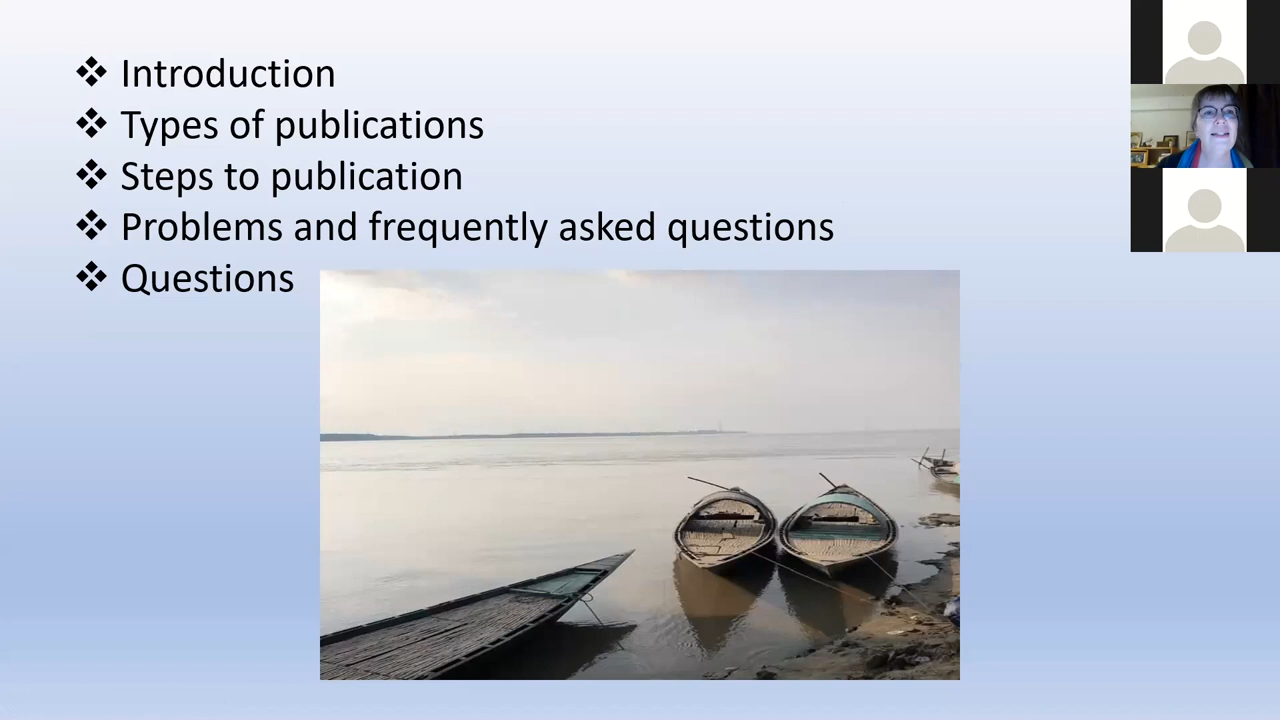 ❖ Introduction
❖ Types of publications
❖ Steps to publication
❖ Problems and frequently asked questions
❖ Questions